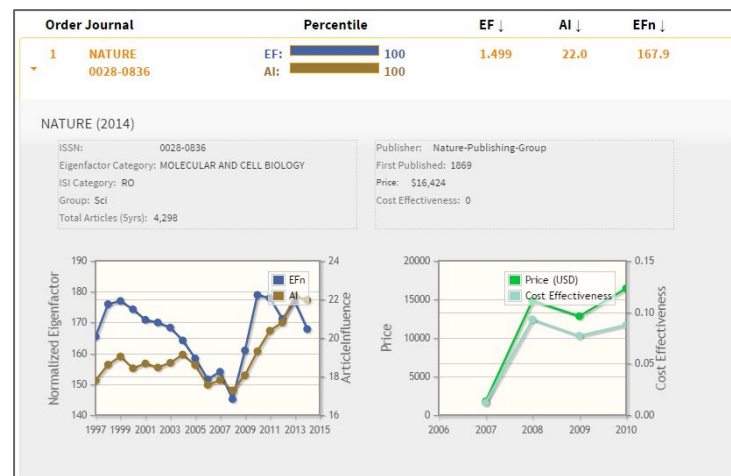 Order Journal Percentile EF ↓ AI ↓ EFn ↓
1 NATURE EF: 100 1.499 22.0 167.9
0028-0836 AI: 100
NATURE (2014)
ISSN: 0028-0836
Eigenfactor Category: MOLECULAR AND CELL BIOLOGY
ISI Category: RO
Group: Sci
Total Articles (5yrs): 4,298
Publisher: Nature-Publishing-Group
First Published: 1869
Price: $16,424
Cost Effectiveness: 0
Normalized Eigenfactor
190
180
170
160
150
140
EFn
AI
24
22
20
18
16
ArticleInfluence
1997 1999 2001 2003 2005 2007 2009 2011 2013 2015
Price
20000
15000
10000
5000
0
Price (USD)
Cost Effectiveness
0.15
0.10
0.05
0.00
Cost Effectiveness
2006 2007 2008 2009 2010